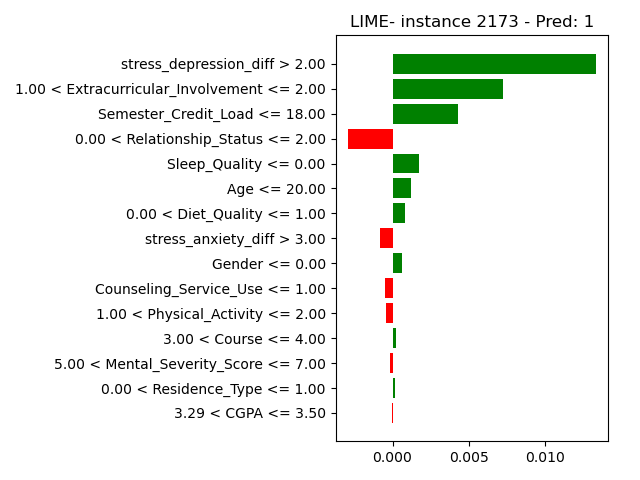 LIME- instance 2173 - Pred: 1
stress_depression_diff > 2.00
1.00 < Extracurricular_Involvement <= 2.00
Semester_Credit_Load <= 18.00
0.00 < Relationship_Status <= 2.00
Sleep_Quality <= 0.00
Age <= 20.00
0.00 < Diet_Quality <= 1.00
stress_anxiety_diff > 3.00
Gender <= 0.00
Counseling_Service_Use <= 1.00
1.00 < Physical_Activity <= 2.00
3.00 < Course <= 4.00
5.00 < Mental_Severity_Score <= 7.00
0.00 < Residence_Type <= 1.00
3.29 < CGPA <= 3.50
0.000 0.005 0.010